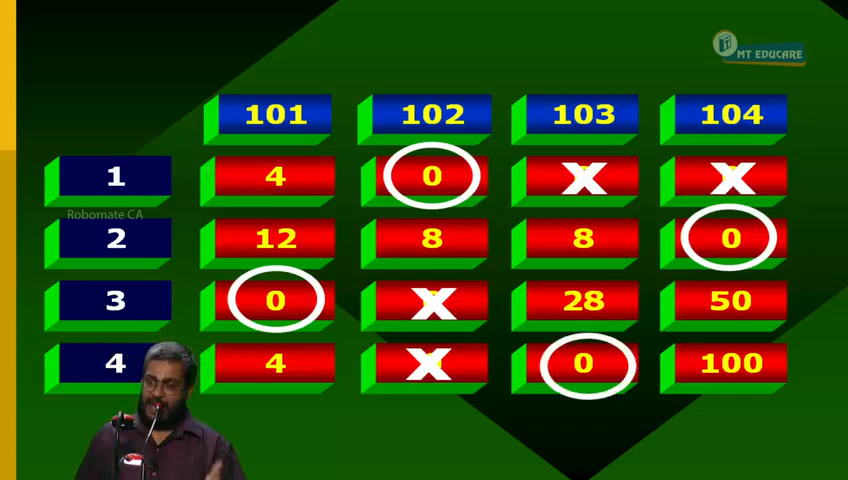 MT EDUCARE
101 102 103 104
1 4 0 X X
Robomate CA
2 12 8 8 0
3 0 X 28 50
4 4 X 0 100